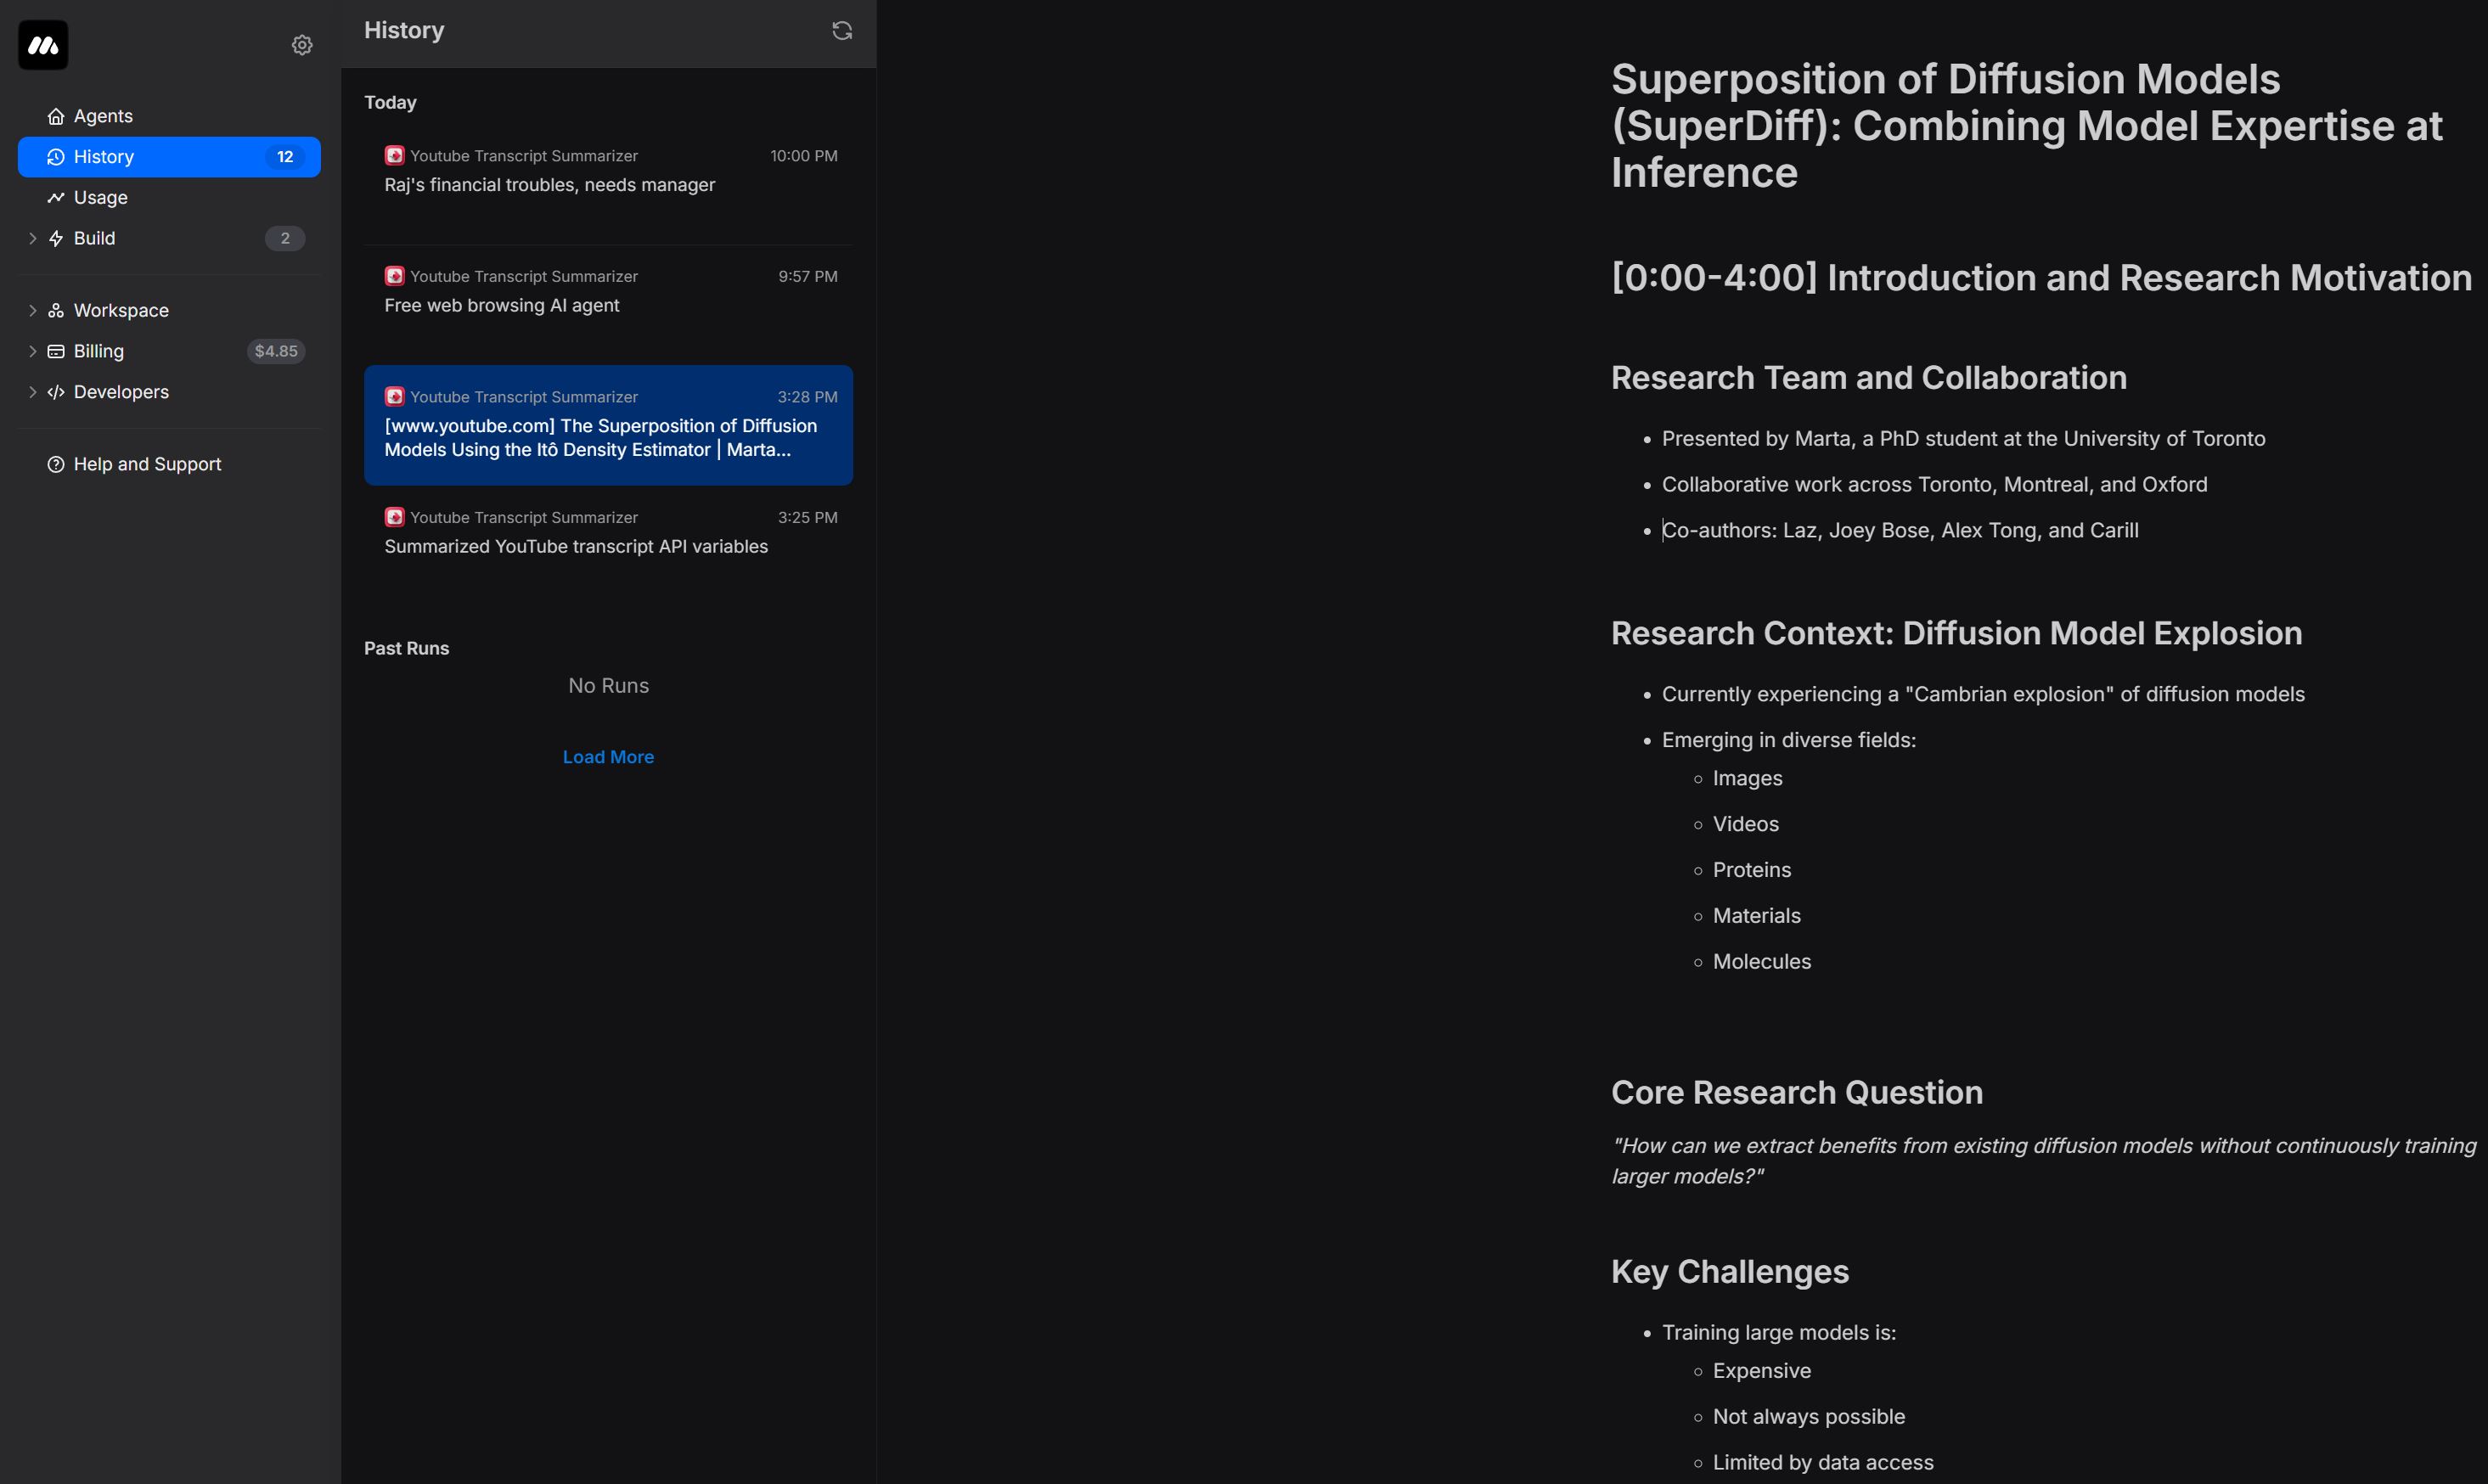 Agents
History 12
Usage
Build 2
Workspace
Billing $4.85
Developers
Help and Support
History
Today
Youtube Transcript Summarizer 10:00 PM
Raj's financial troubles, needs manager
Youtube Transcript Summarizer 9:57 PM
Free web browsing AI agent
Youtube Transcript Summarizer 3:28 PM
[www.youtube.com] The Superposition of Diffusion
Models Using the Itô Density Estimator | Marta...
Youtube Transcript Summarizer 3:25 PM
Summarized YouTube transcript API variables
Past Runs
No Runs
Load More
Superposition of Diffusion Models
(SuperDiff): Combining Model Expertise at
Inference
[0:00-4:00] Introduction and Research Motivation
Research Team and Collaboration
• Presented by Marta, a PhD student at the University of Toronto
• Collaborative work across Toronto, Montreal, and Oxford
• Co-authors: Laz, Joey Bose, Alex Tong, and Carill
Research Context: Diffusion Model Explosion
• Currently experiencing a "Cambrian explosion" of diffusion models
• Emerging in diverse fields:
◦ Images
◦ Videos
◦ Proteins
◦ Materials
◦ Molecules
Core Research Question
"How can we extract benefits from existing diffusion models without continuously training
larger models?"
Key Challenges
• Training large models is:
◦ Expensive
◦ Not always possible
◦ Limited by data access